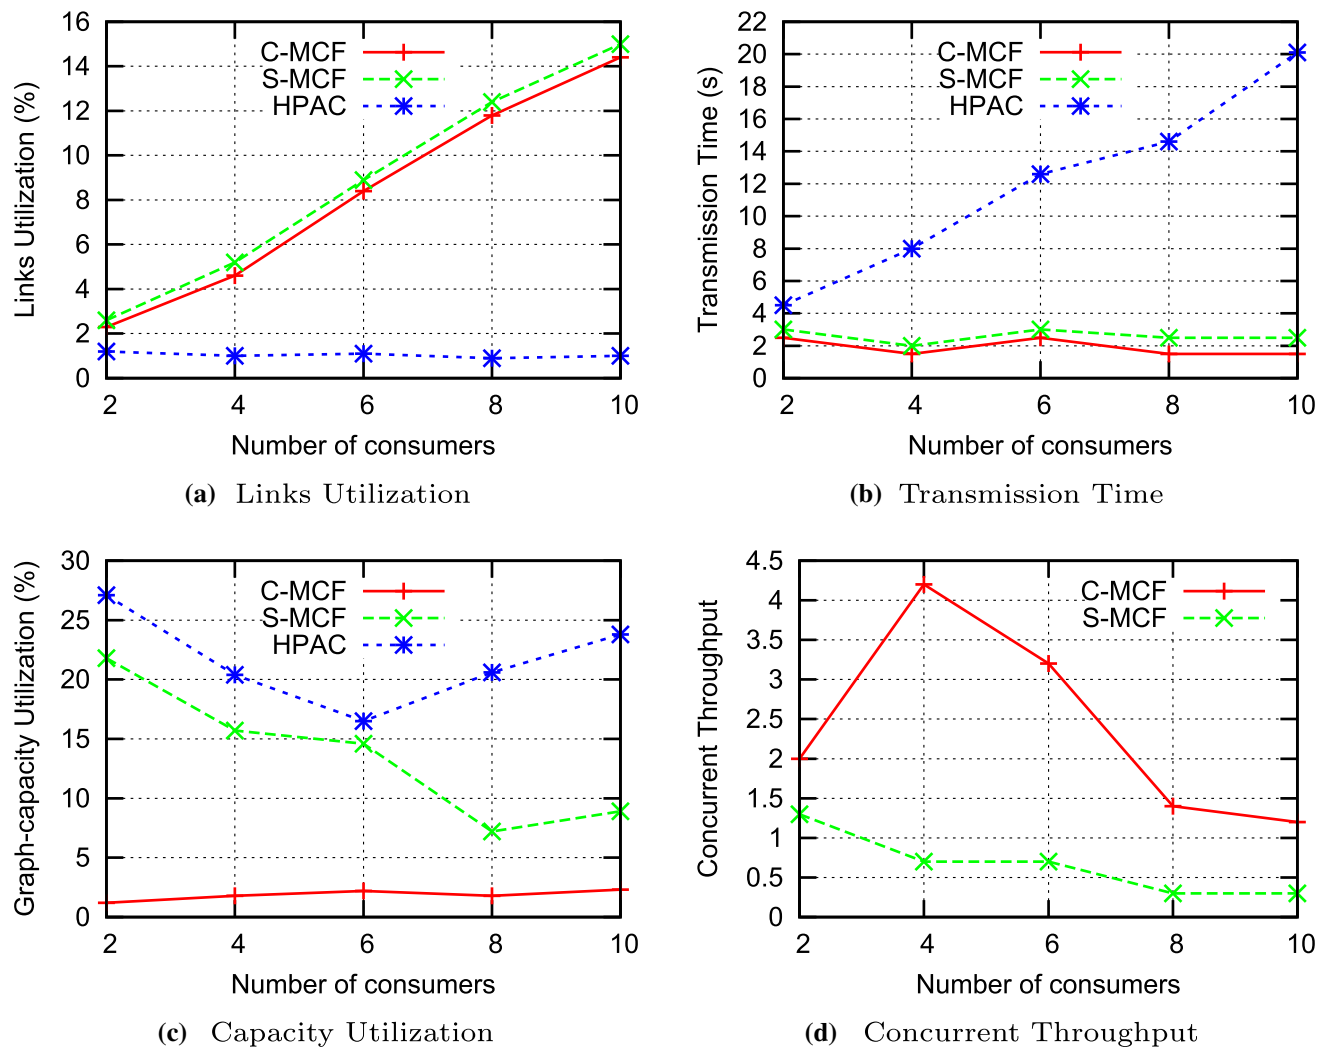 Links Utilization (%)
16
14
12
10
8
6
4
2
0
C-MCF
S-MCF
HPAC
2 4 6 8 10
Number of consumers
(a) Links Utilization
Transmission Time (s)
22
20
18
16
14
12
10
8
6
4
2
0
C-MCF
S-MCF
HPAC
2 4 6 8 10
Number of consumers
(b) Transmission Time
Graph-capacity Utilization (%)
30
25
20
15
10
5
0
C-MCF
S-MCF
HPAC
2 4 6 8 10
Number of consumers
(c) Capacity Utilization
Concurrent Throughput
4.5
4
3.5
3
2.5
2
1.5
1
0.5
0
C-MCF
S-MCF
2 4 6 8 10
Number of consumers
(d) Concurrent Throughput